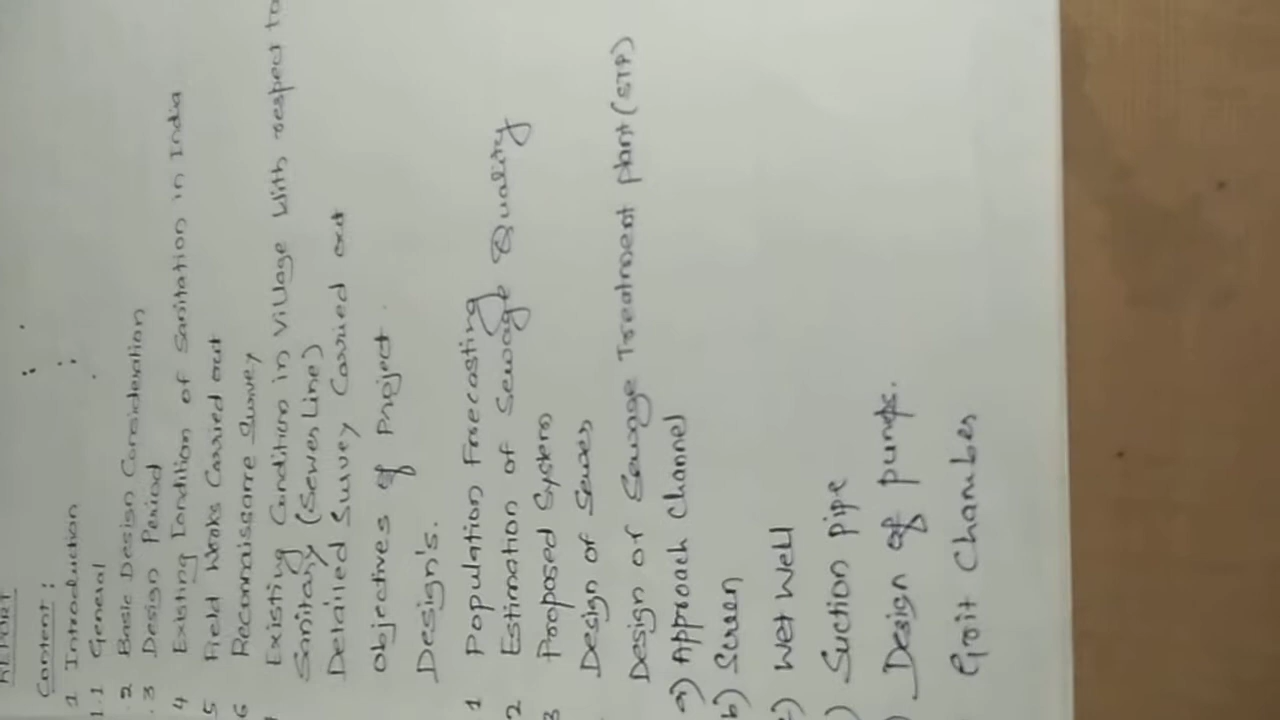 REPORT
Content :
1 Introduction
1.1 General
.2 Basic Design Consideration
.3 Design Period
4 Existing Condition of Sanitation in India
5 Field Works Carried out
6 Reconnaissance Survey
Existing Conditions in Village With respect to
Sanitary (Sewer Line)
Detailed Survey Carried out
Objectives of Project.
Design's.
1 Population Forecasting
2 Estimation of Sewage Quality
3 Proposed System
Design of Sewer
Design of Sewage Treatment plant (STP)
a) Approach Channel
b) Screen
c) Wet Well
) Suction Pipe
) Design of pumps.
Grit Chamber